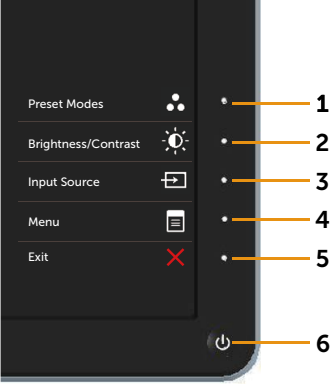 Preset Modes 1
Brightness/Contrast 2
Input Source 3
Menu 4
Exit 5
6